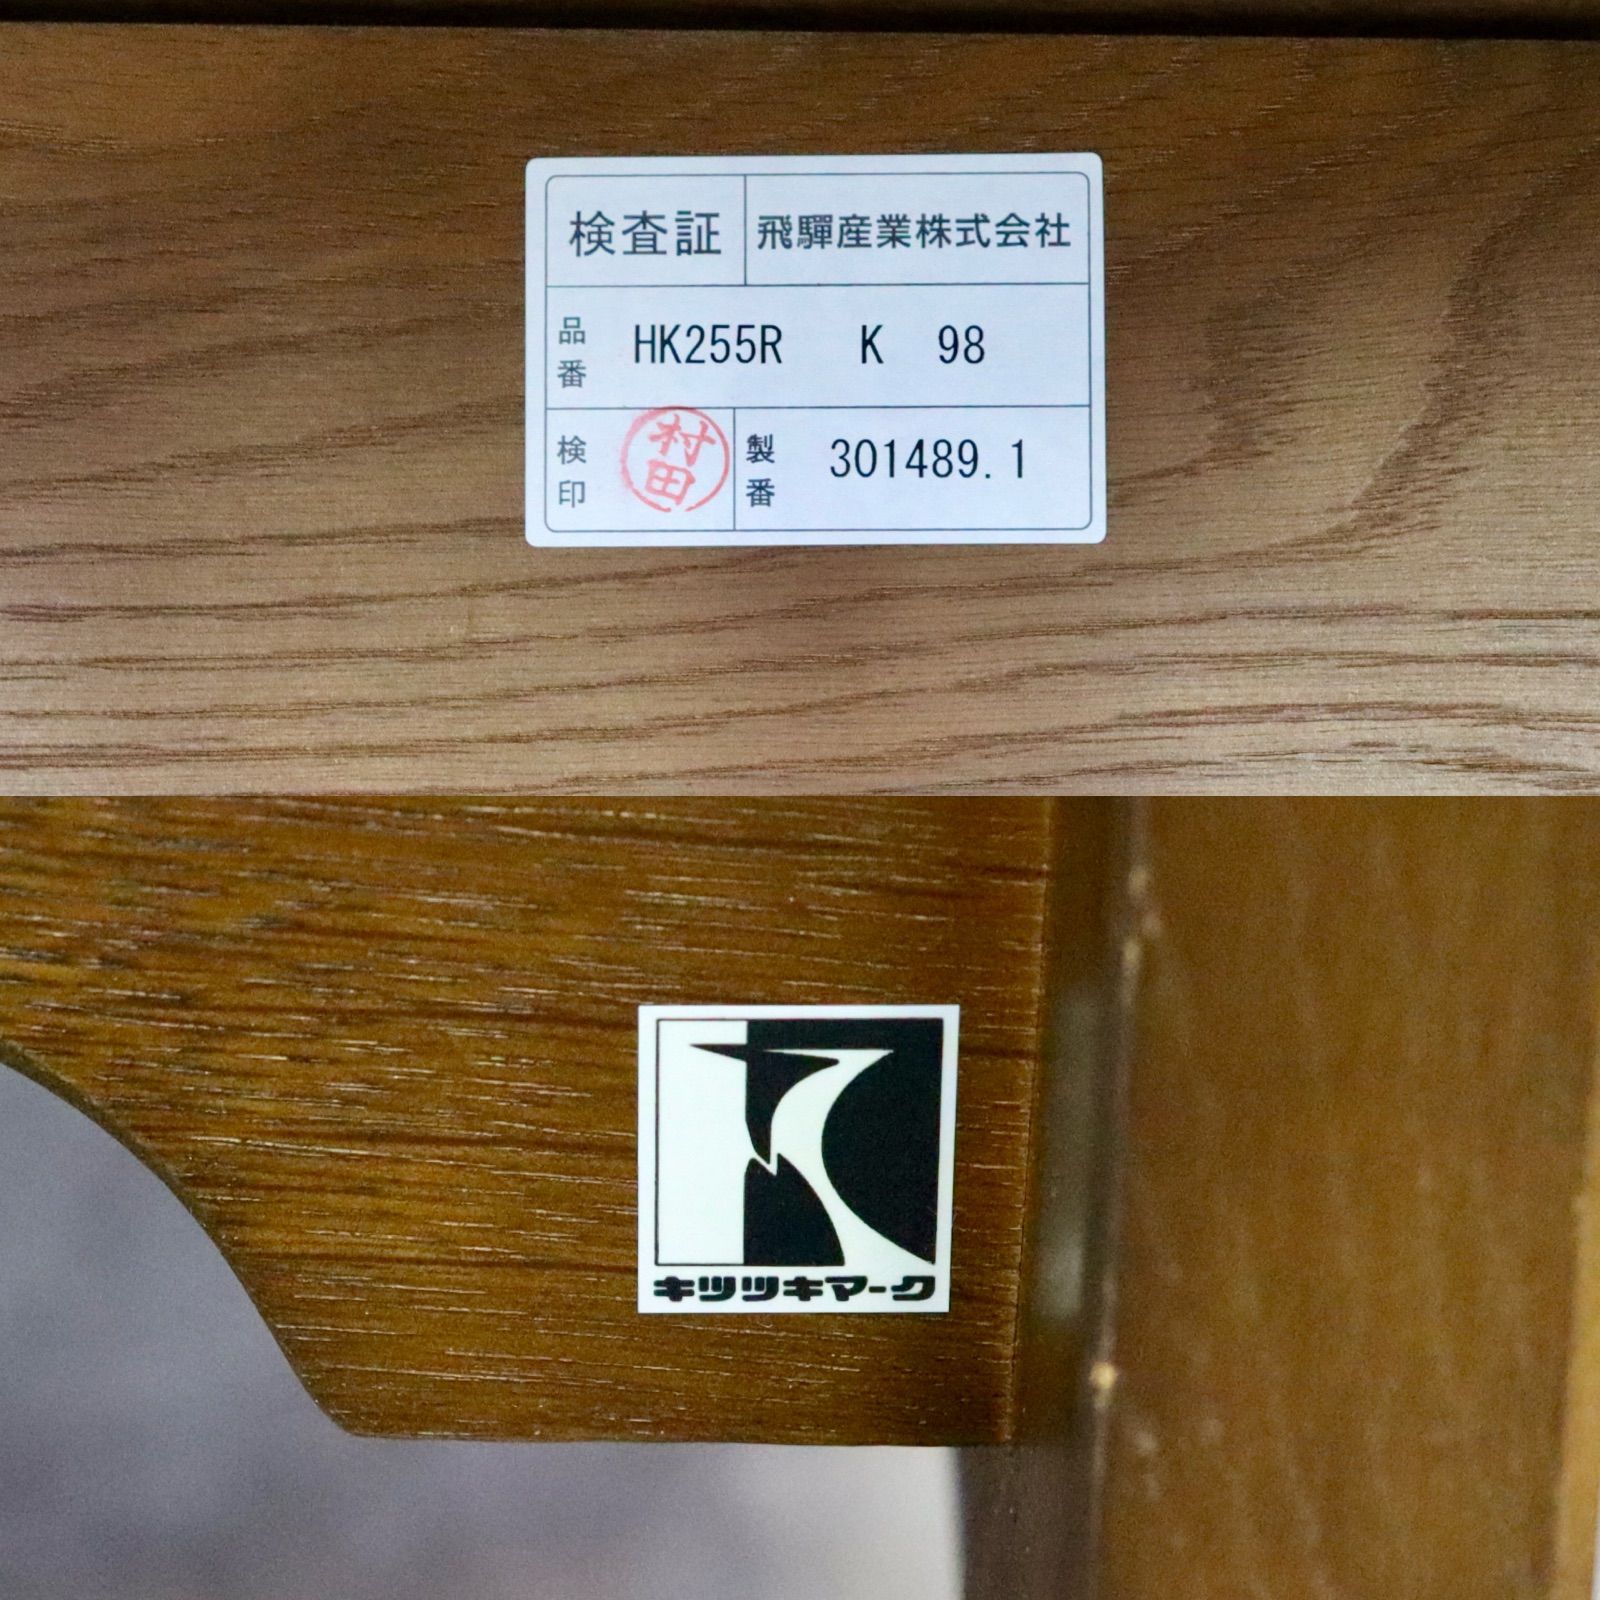 検査証 飛驒産業株式会社
品番 HK255R K 98
検印 村田 製番 301489.1
キツツキマーク